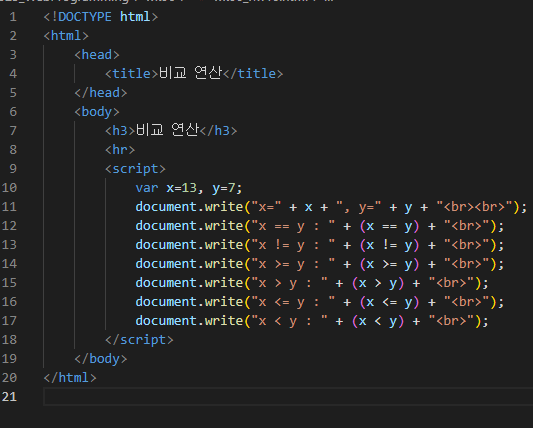 1 <!DOCTYPE html>
2 <html>
3 <head>
4 <title>비교 연산</title>
5 </head>
6 <body>
7 <h3>비교 연산</h3>
8 <hr>
9 <script>
10 var x=13, y=7;
11 document.write("x=" + x + ", y=" + y + "<br><br>");
12 document.write("x == y : " + (x == y) + "<br>");
13 document.write("x != y : " + (x != y) + "<br>");
14 document.write("x >= y : " + (x >= y) + "<br>");
15 document.write("x > y : " + (x > y) + "<br>");
16 document.write("x <= y : " + (x <= y) + "<br>");
17 document.write("x < y : " + (x < y) + "<br>");
18 </script>
19 </body>
20 </html>
21